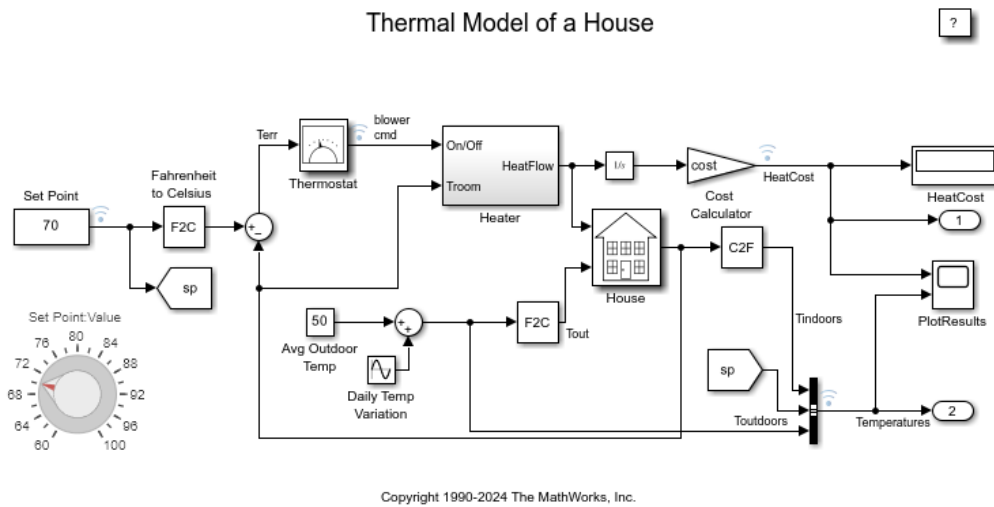 Thermal Model of a House
?
Set Point
70
Fahrenheit
to Celsius
F2C
sp
+
−
Terr
Thermostat
blower
cmd
On/Off
Troom
HeatFlow
Heater
1/s
cost
Cost
Calculator
HeatCost
HeatCost
1
PlotResults
House
C2F
Tindoors
50
Avg Outdoor
Temp
+
+
Daily Temp
Variation
F2C
Tout
sp
Toutdoors
Temperatures
2
Set Point:Value
60
64
68
72
76
80
84
88
92
96
100
Copyright 1990-2024 The MathWorks, Inc.